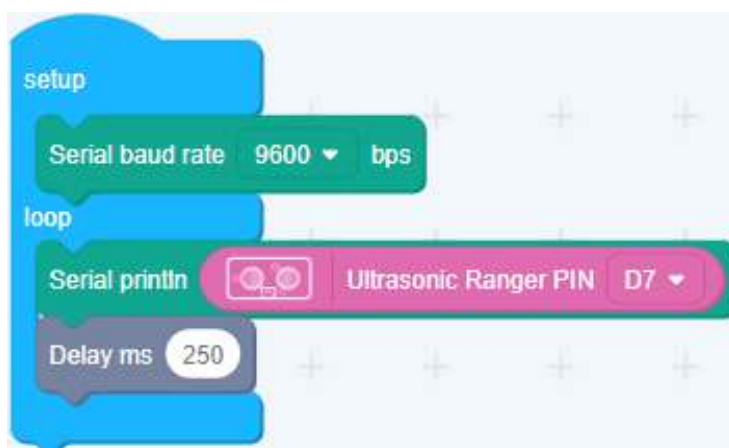 setup
Serial baud rate 9600 bps
loop
Serial println Ultrasonic Ranger PIN D7
Delay ms 250